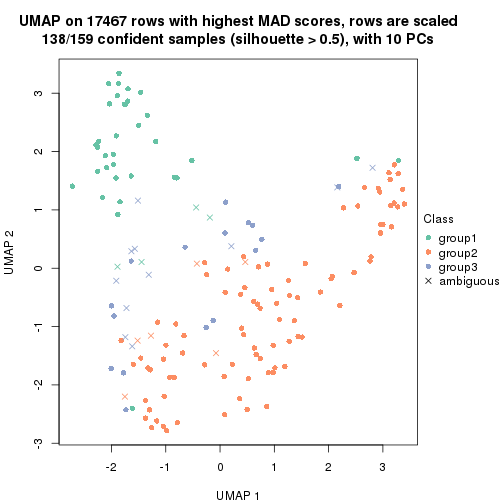 UMAP on 17467 rows with highest MAD scores, rows are scaled
138/159 confident samples (silhouette > 0.5), with 10 PCs
3
2
1
0
-1
-2
-3
UMAP 2
-2
-1
0
1
2
3
UMAP 1
Class
group1
group2
group3
ambiguous